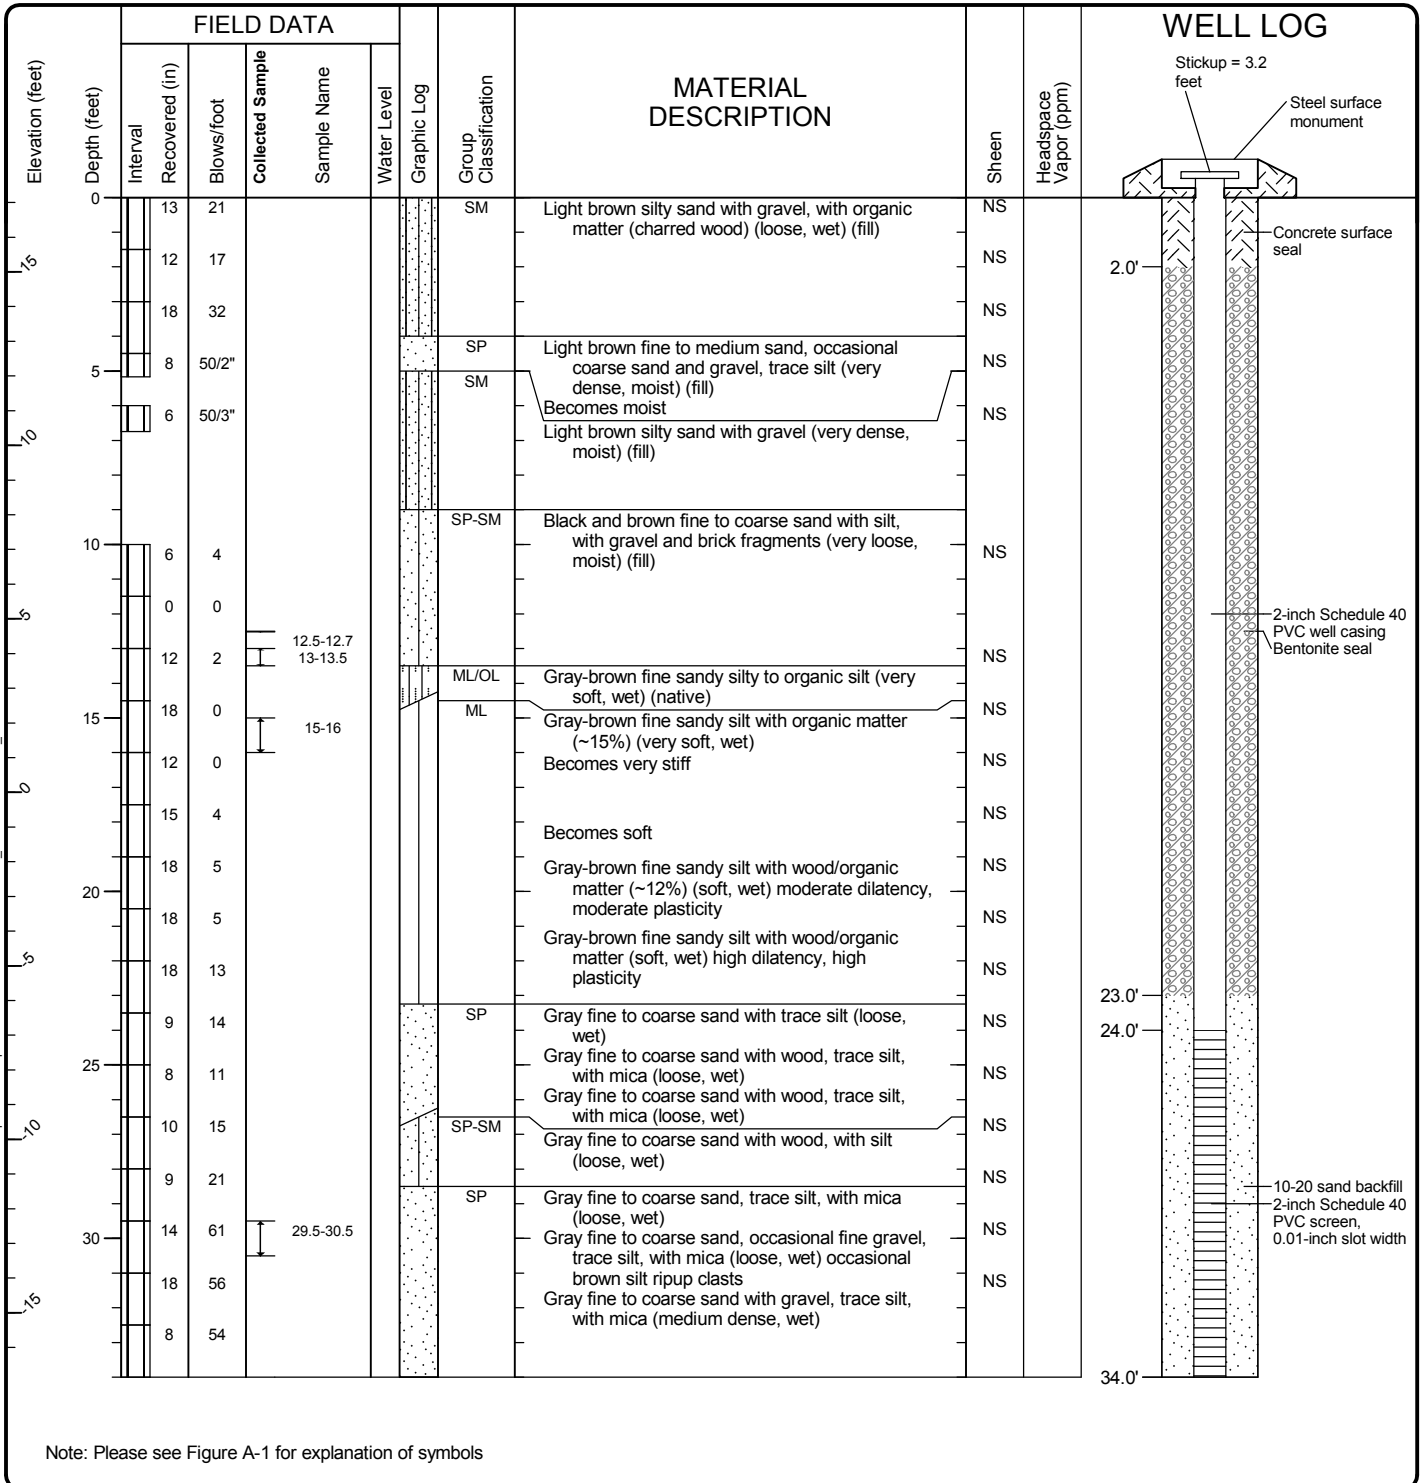 FIELD DATA
WELL LOG
Elevation (feet)
Depth (feet)
Interval
Recovered (in)
Blows/foot
Collected Sample
Sample Name
Water Level
Graphic Log
Group
Classification
MATERIAL
DESCRIPTION
Sheen
Headspace
Vapor (ppm)
Stickup = 3.2
feet
Steel surface
monument
0
13 21
SM
Light brown silty sand with gravel, with organic
matter (charred wood) (loose, wet) (fill)
NS
Concrete surface
seal
12 17
NS
15
2.0'
18 32
NS
SP
Light brown fine to medium sand, occasional
coarse sand and gravel, trace silt (very
dense, moist) (fill)
8 50/2"
NS
5
SM
Becomes moist
6 50/3"
NS
Light brown silty sand with gravel (very dense,
moist) (fill)
10
SP-SM
Black and brown fine to coarse sand with silt,
with gravel and brick fragments (very loose,
moist) (fill)
10
6 4
NS
0 0
5
2-inch Schedule 40
PVC well casing
Bentonite seal
12.5-12.7
12 2
13-13.5
NS
ML/OL
Gray-brown fine sandy silty to organic silt (very
soft, wet) (native)
18 0
ML
NS
15
15-16
Gray-brown fine sandy silt with organic matter
(~15%) (very soft, wet)
Becomes very stiff
12 0
NS
0
15 4
NS
Becomes soft
18 5
Gray-brown fine sandy silt with wood/organic
matter (~12%) (soft, wet) moderate dilatency,
moderate plasticity
NS
20
18 5
NS
Gray-brown fine sandy silt with wood/organic
matter (soft, wet) high dilatency, high
plasticity
-5
18 13
NS
23.0'
9 14
SP
Gray fine to coarse sand with trace silt (loose,
wet)
NS
24.0'
25
8 11
Gray fine to coarse sand with wood, trace silt,
with mica (loose, wet)
NS
Gray fine to coarse sand with wood, trace silt,
with mica (loose, wet)
-10
10 15
SP-SM
NS
Gray fine to coarse sand with wood, with silt
(loose, wet)
9 21
NS
SP
Gray fine to coarse sand, trace silt, with mica
(loose, wet)
10-20 sand backfill
2-inch Schedule 40
PVC screen,
0.01-inch slot width
30
14 61
29.5-30.5
NS
Gray fine to coarse sand, occasional fine gravel,
trace silt, with mica (loose, wet) occasional
brown silt ripup clasts
18 56
NS
-15
Gray fine to coarse sand with gravel, trace silt,
with mica (medium dense, wet)
8 54
34.0'
Note: Please see Figure A-1 for explanation of symbols